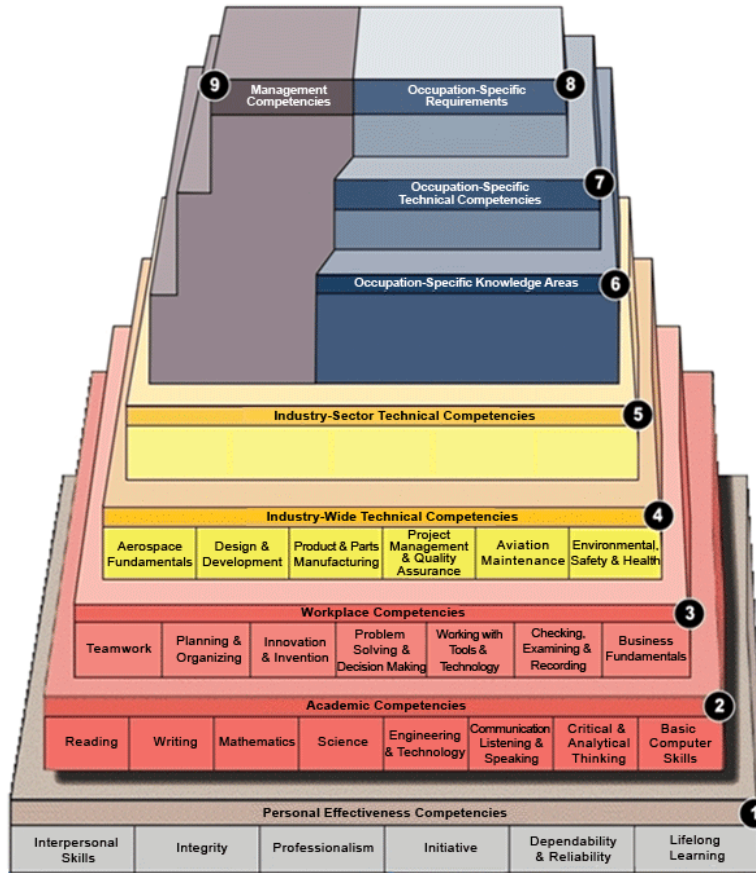 9
Management
Competencies
Occupation-Specific
Requirements
8
Occupation-Specific
Technical Competencies
7
Occupation-Specific Knowledge Areas
6
Industry-Sector Technical Competencies
5
Industry-Wide Technical Competencies
4
Aerospace
Fundamentals
Design &
Development
Product & Parts
Manufacturing
Project
Management
& Quality
Assurance
Aviation
Maintenance
Environmental,
Safety & Health
Workplace Competencies
3
Teamwork
Planning &
Organizing
Innovation
& Invention
Problem
Solving &
Decision Making
Working with
Tools &
Technology
Checking,
Examining &
Recording
Business
Fundamentals
Academic Competencies
2
Reading
Writing
Mathematics
Science
Engineering
& Technology
Communication
Listening &
Speaking
Critical &
Analytical
Thinking
Basic
Computer
Skills
Personal Effectiveness Competencies
1
Interpersonal
Skills
Integrity
Professionalism
Initiative
Dependability
& Reliability
Lifelong
Learning